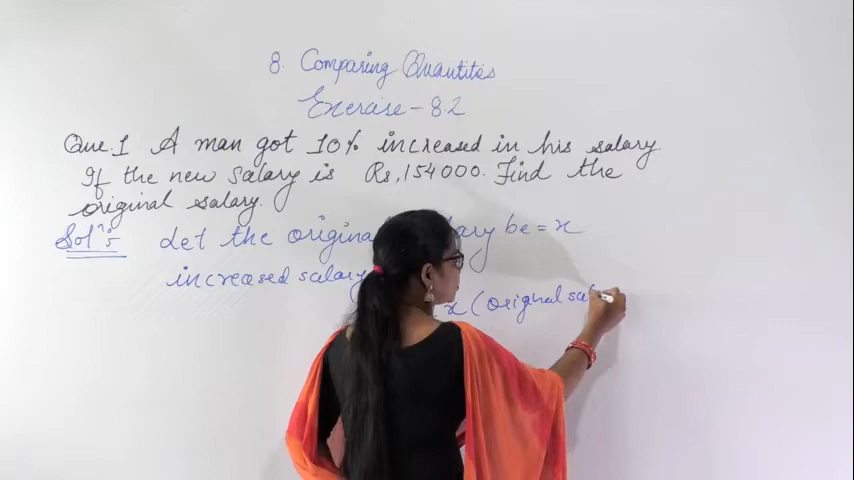 8. Comparing Quantities
Exercise-8.2
Que.1 A man got 10% increased in his salary
If the new salary is Rs, 154000. Find the
original salary.
Solⁿ: Let the original be = x
increased salary
x (original sal